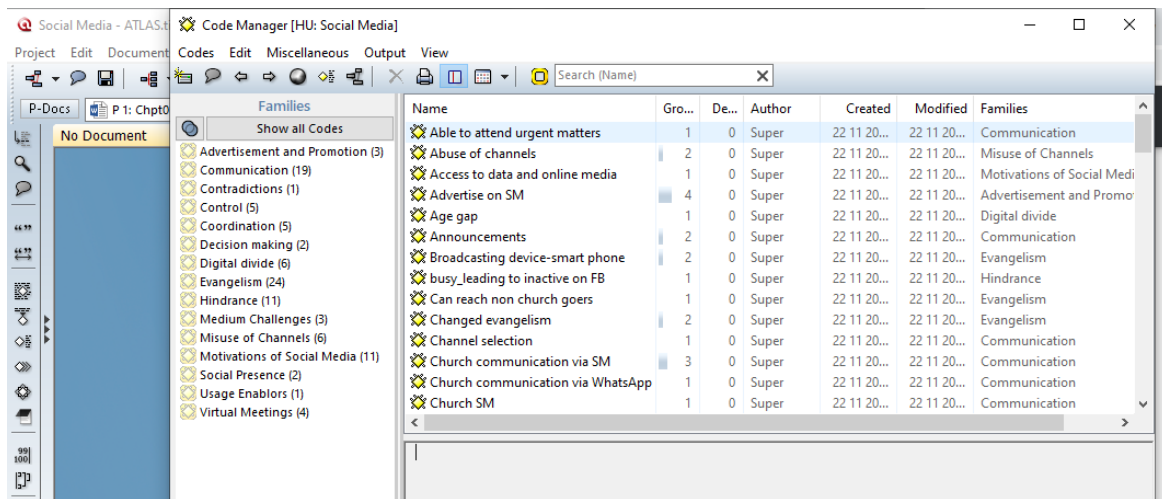 Social Media - ATLAS.t
Code Manager [HU: Social Media]
Project Edit Document
Codes Edit Miscellaneous Output View
Search (Name)
P-Docs P 1: Chpt0
No Document
Families
Show all Codes
Advertisement and Promotion (3)
Communication (19)
Contradictions (1)
Control (5)
Coordination (5)
Decision making (2)
Digital divide (6)
Evangelism (24)
Hindrance (11)
Medium Challenges (3)
Misuse of Channels (6)
Motivations of Social Media (11)
Social Presence (2)
Usage Enablors (1)
Virtual Meetings (4)
Name Gro... De... Author Created Modified Families
Able to attend urgent matters 1 0 Super 22 11 20... 22 11 20... Communication
Abuse of channels 2 0 Super 22 11 20... 22 11 20... Misuse of Channels
Access to data and online media 1 0 Super 22 11 20... 22 11 20... Motivations of Social Medi
Advertise on SM 4 0 Super 22 11 20... 22 11 20... Advertisement and Promo
Age gap 1 0 Super 22 11 20... 22 11 20... Digital divide
Announcements 2 0 Super 22 11 20... 22 11 20... Communication
Broadcasting device-smart phone 2 0 Super 22 11 20... 22 11 20... Evangelism
busy_leading to inactive on FB 1 0 Super 22 11 20... 22 11 20... Hindrance
Can reach non church goers 1 0 Super 22 11 20... 22 11 20... Evangelism
Changed evangelism 2 0 Super 22 11 20... 22 11 20... Evangelism
Channel selection 1 0 Super 22 11 20... 22 11 20... Communication
Church communication via SM 3 0 Super 22 11 20... 22 11 20... Communication
Church communication via WhatsApp 1 0 Super 22 11 20... 22 11 20... Communication
Church SM 1 0 Super 22 11 20... 22 11 20... Communication